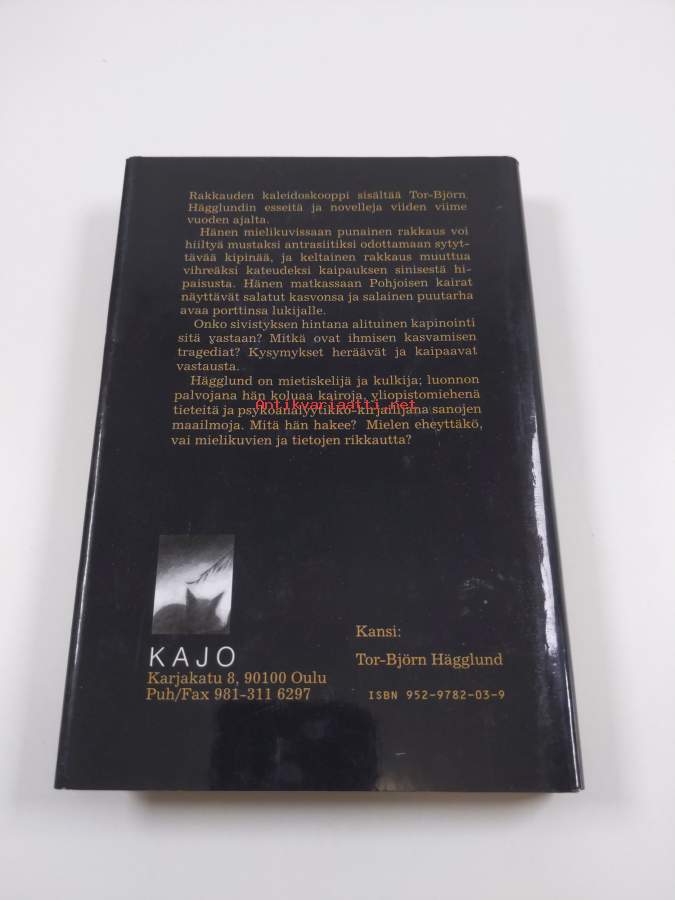 Rakkauden kaleidoskooppi sisältää Tor-Björn
Hägglundin esseitä ja novelleja viiden viime
vuoden ajalta.
Hänen mielikuvissaan punainen rakkaus voi
hiiltyä mustaksi antrasiitiksi odottamaan sytyt-
tävää kipinää, ja keltainen rakkaus muuttua
vihreäksi kateudeksi kaipauksen sinisestä hi-
paisusta. Hänen matkassaan Pohjoisen kairat
näyttävät salatut kasvonsa ja salainen puutarha
avaa porttinsa lukijalle.
Onko sivistyksen hintana alituinen kapinointi
sitä vastaan? Mitkä ovat ihmisen kasvamisen
tragediat? Kysymykset heräävät ja kaipaavat
vastausta.
Hägglund on mietiskelijä ja kulkija; luonnon
palvojana hän koluaa kairoja, yliopistomiehenä
Antikvariaatti.net
tieteitä ja psykoanalyytikko-kirjailijana sanojen
maailmoja. Mitä hän hakee? Mielen eheyttäkö,
vai mielikuvien ja tietojen rikkautta?
KAJO
Karjakatu 8, 90100 Oulu
Puh/Fax 981-311 6297
Kansi:
Tor-Björn Hägglund
ISBN 952-9782-03-9